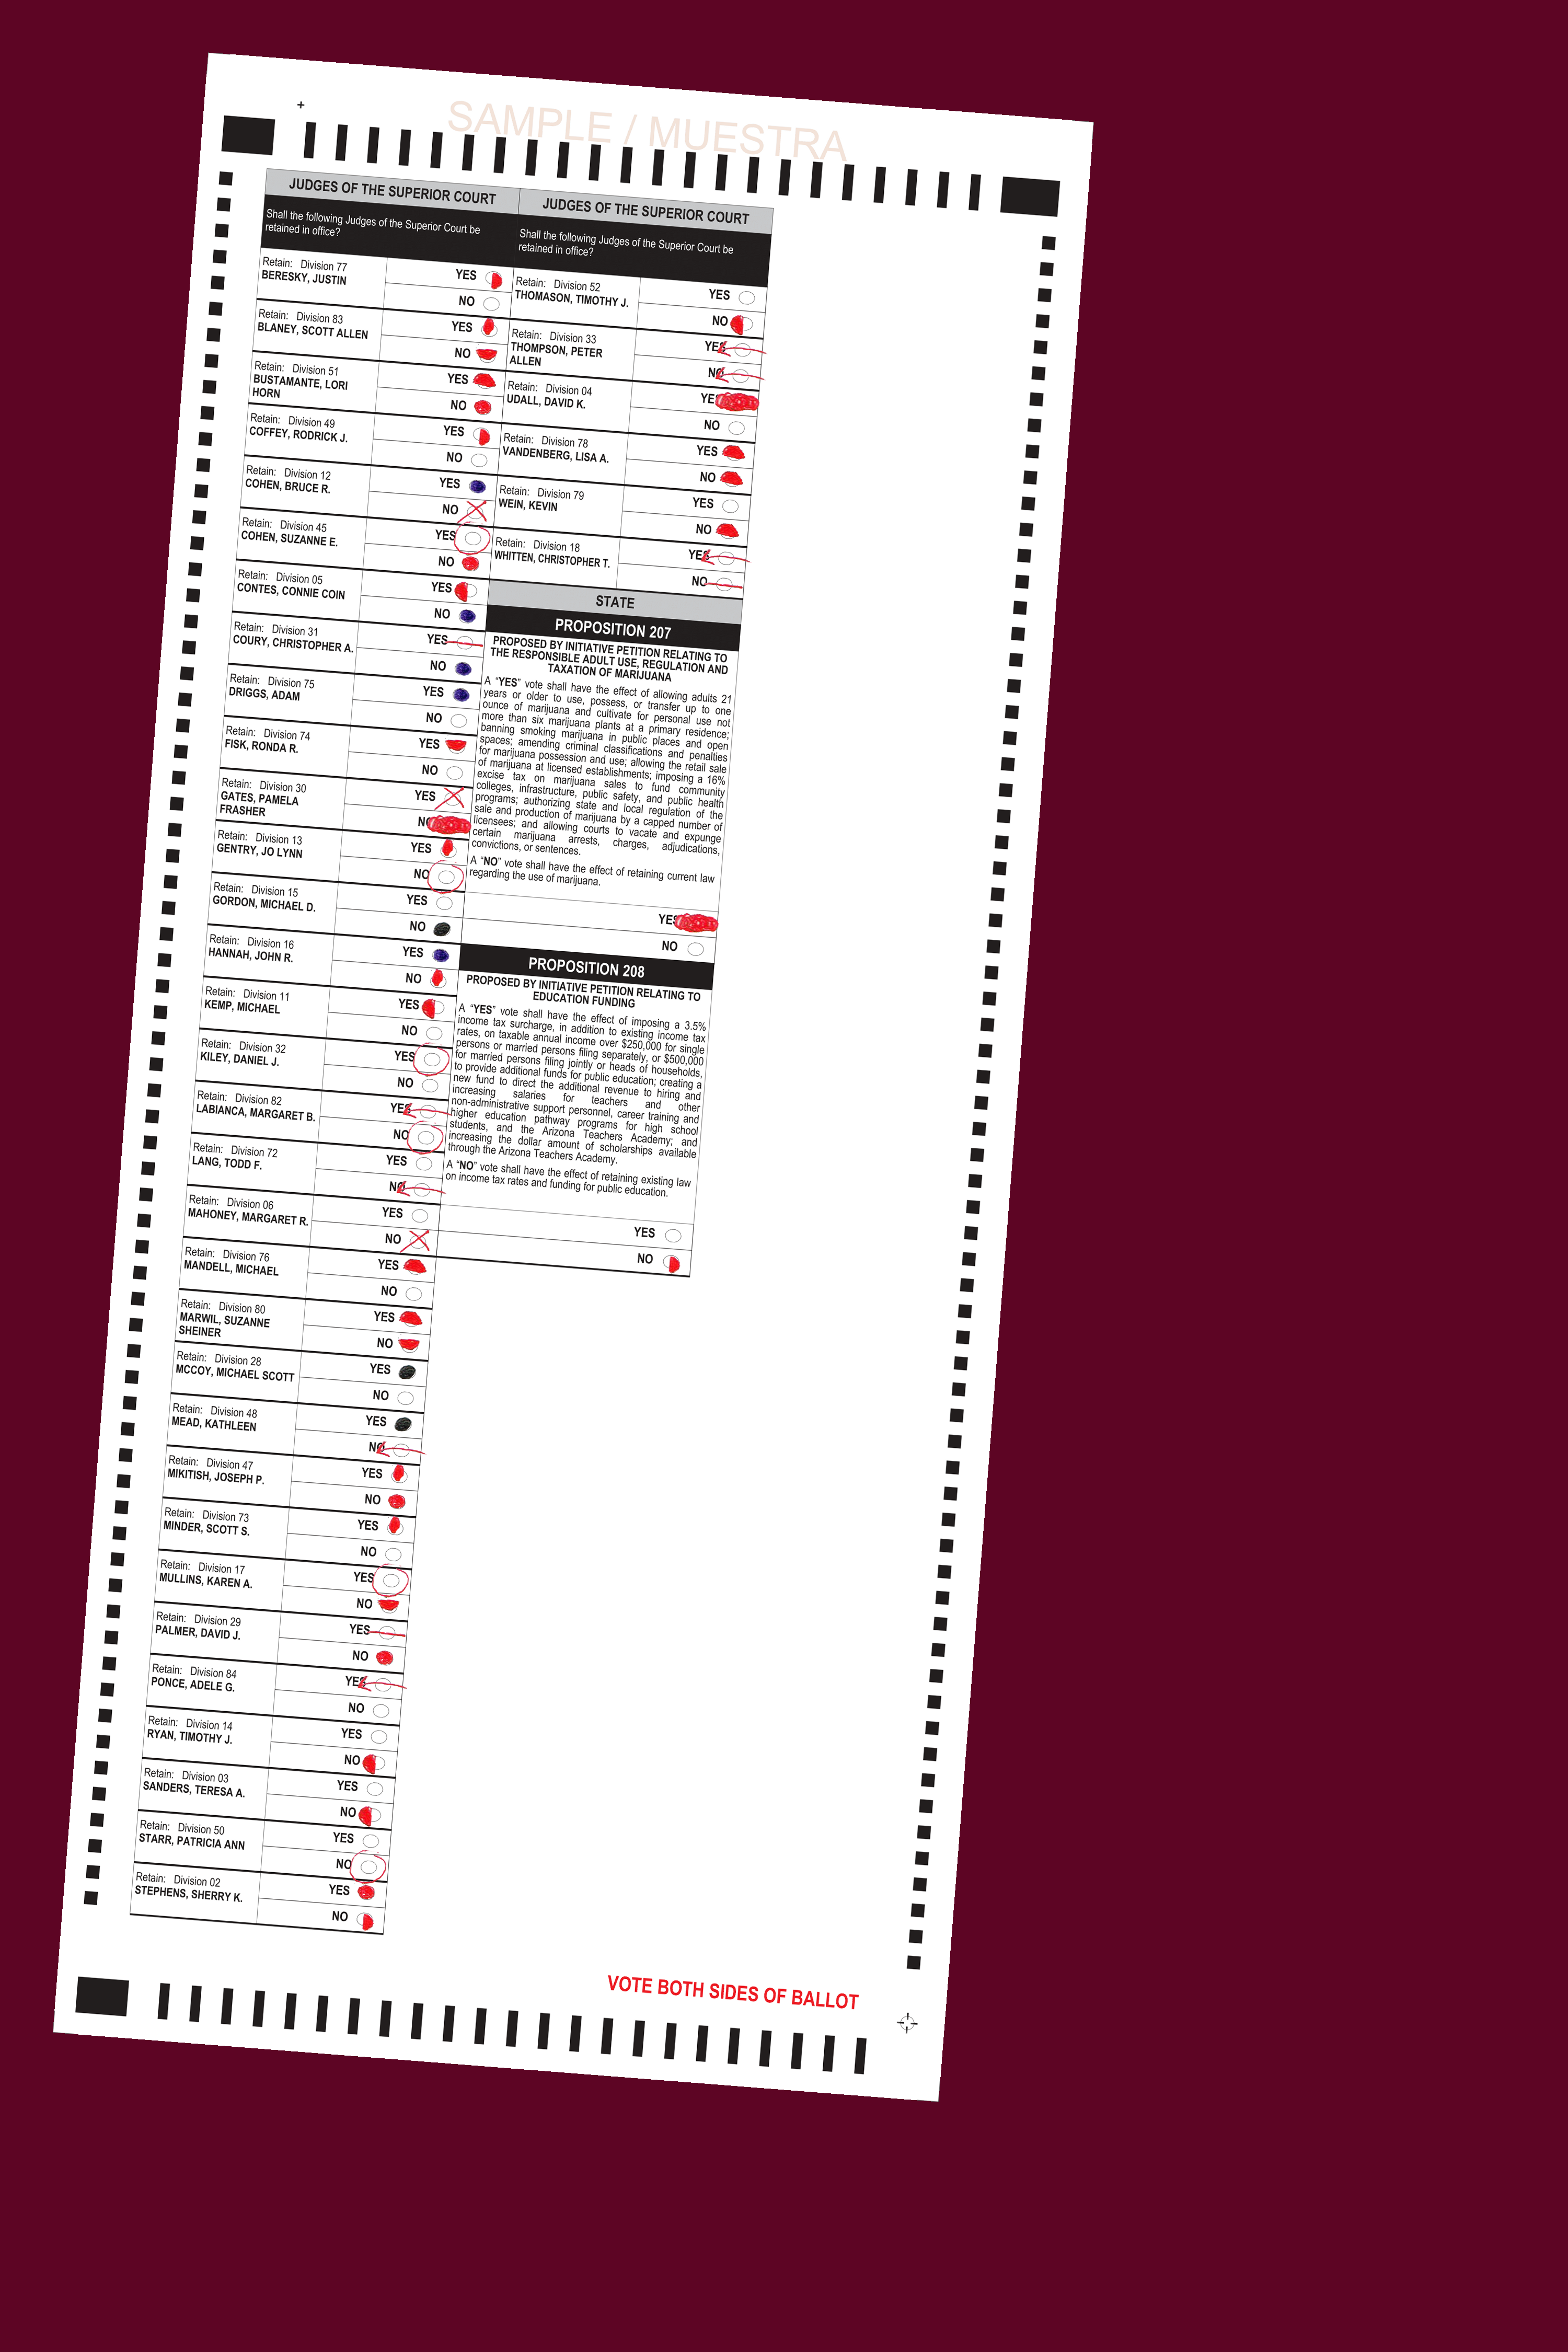 SAMPLE / MUESTRA
JUDGES OF THE SUPERIOR COURT
Shall the following Judges of the Superior Court be
retained in office?
Retain: Division 77
BERESKY, JUSTIN
YES
NO
Retain: Division 83
BLANEY, SCOTT ALLEN
YES
NO
Retain: Division 51
BUSTAMANTE, LORI
HORN
YES
NO
Retain: Division 49
COFFEY, RODRICK J.
YES
NO
Retain: Division 12
COHEN, BRUCE R.
YES
NO
Retain: Division 45
COHEN, SUZANNE E.
YES
NO
Retain: Division 05
CONTES, CONNIE COIN
YES
NO
Retain: Division 31
COURY, CHRISTOPHER A.
YES
NO
Retain: Division 75
DRIGGS, ADAM
YES
NO
Retain: Division 74
FISK, RONDA R.
YES
NO
Retain: Division 30
GATES, PAMELA
FRASHER
YES
NO
Retain: Division 13
GENTRY, JO LYNN
YES
NO
Retain: Division 15
GORDON, MICHAEL D.
YES
NO
Retain: Division 16
HANNAH, JOHN R.
YES
NO
Retain: Division 11
KEMP, MICHAEL
YES
NO
Retain: Division 32
KILEY, DANIEL J.
YES
NO
Retain: Division 82
LABIANCA, MARGARET B.
YES
NO
Retain: Division 72
LANG, TODD F.
YES
NO
Retain: Division 06
MAHONEY, MARGARET R.
YES
NO
Retain: Division 76
MANDELL, MICHAEL
YES
NO
Retain: Division 80
MARWIL, SUZANNE
SHEINER
YES
NO
Retain: Division 28
MCCOY, MICHAEL SCOTT
YES
NO
Retain: Division 48
MEAD, KATHLEEN
YES
NO
Retain: Division 47
MIKITISH, JOSEPH P.
YES
NO
Retain: Division 73
MINDER, SCOTT S.
YES
NO
Retain: Division 17
MULLINS, KAREN A.
YES
NO
Retain: Division 29
PALMER, DAVID J.
YES
NO
Retain: Division 84
PONCE, ADELE G.
YES
NO
Retain: Division 14
RYAN, TIMOTHY J.
YES
NO
Retain: Division 03
SANDERS, TERESA A.
YES
NO
Retain: Division 50
STARR, PATRICIA ANN
YES
NO
Retain: Division 02
STEPHENS, SHERRY K.
YES
NO
JUDGES OF THE SUPERIOR COURT
Shall the following Judges of the Superior Court be
retained in office?
Retain: Division 52
THOMASON, TIMOTHY J.
YES
NO
Retain: Division 33
THOMPSON, PETER
ALLEN
YES
NO
Retain: Division 04
UDALL, DAVID K.
YES
NO
Retain: Division 78
VANDENBERG, LISA A.
YES
NO
Retain: Division 79
WEIN, KEVIN
YES
NO
Retain: Division 18
WHITTEN, CHRISTOPHER T.
YES
NO
STATE
PROPOSITION 207
PROPOSED BY INITIATIVE PETITION RELATING TO
THE RESPONSIBLE ADULT USE, REGULATION AND
TAXATION OF MARIJUANA
A “YES” vote shall have the effect of allowing adults 21
years or older to use, possess, or transfer up to one
ounce of marijuana and cultivate for personal use not
more than six marijuana plants at a primary residence;
banning smoking marijuana in public places and open
spaces; amending criminal classifications and penalties
for marijuana possession and use; allowing the retail sale
of marijuana at licensed establishments; imposing a 16%
excise tax on marijuana sales to fund community
colleges, infrastructure, public safety, and public health
programs; authorizing state and local regulation of the
sale and production of marijuana by a capped number of
licensees; and allowing courts to vacate and expunge
certain marijuana arrests, charges, adjudications,
convictions, or sentences.
A “NO” vote shall have the effect of retaining current law
regarding the use of marijuana.
YES
NO
PROPOSITION 208
PROPOSED BY INITIATIVE PETITION RELATING TO
EDUCATION FUNDING
A “YES” vote shall have the effect of imposing a 3.5%
income tax surcharge, in addition to existing income tax
rates, on taxable annual income over $250,000 for single
persons or married persons filing separately, or $500,000
for married persons filing jointly or heads of households,
to provide additional funds for public education; creating a
new fund to direct the additional revenue to hiring and
increasing salaries for teachers and other
non-administrative support personnel, career training and
higher education pathway programs for high school
students, and the Arizona Teachers Academy; and
increasing the dollar amount of scholarships available
through the Arizona Teachers Academy.
A “NO” vote shall have the effect of retaining existing law
on income tax rates and funding for public education.
YES
NO
VOTE BOTH SIDES OF BALLOT